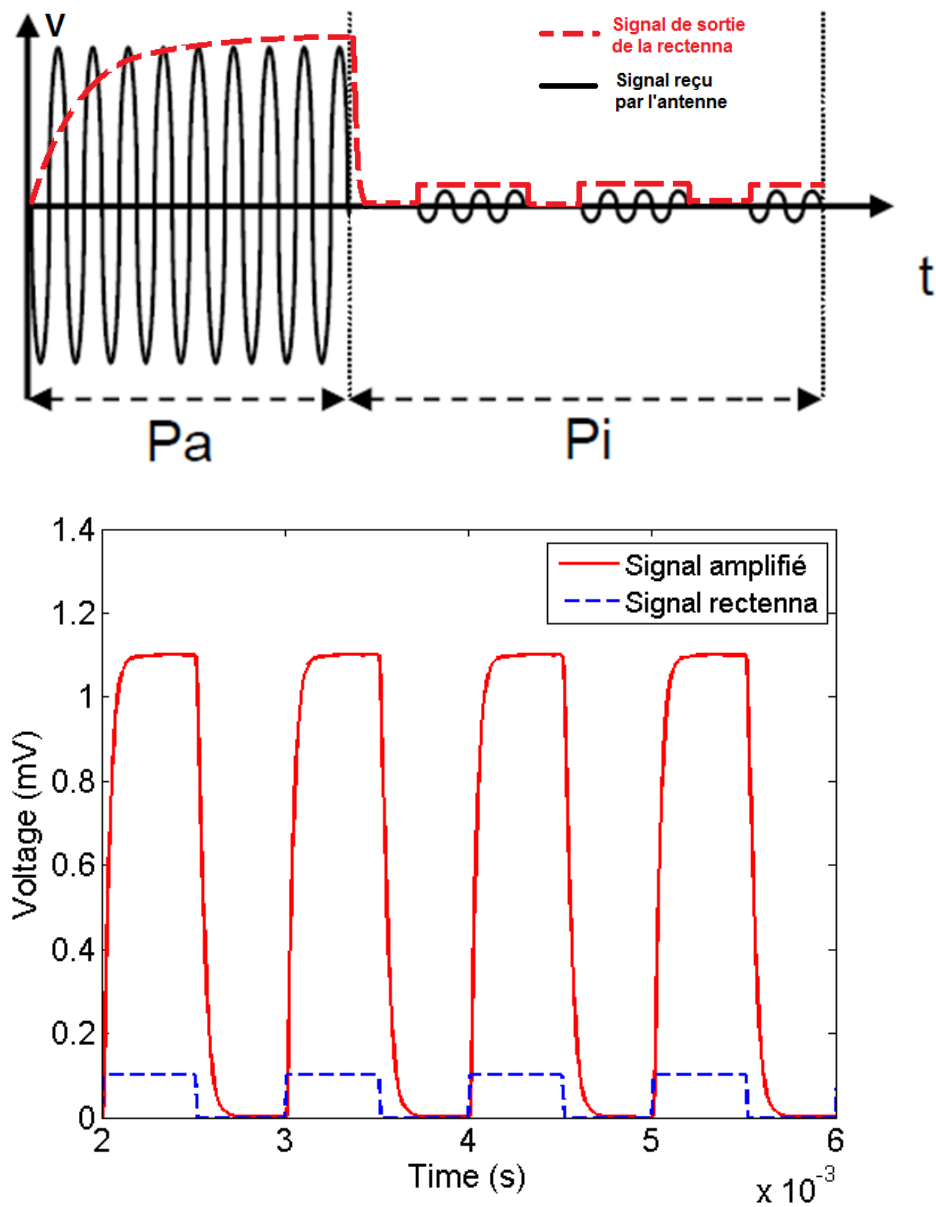 v
Signal de sortie
de la rectenna
Signal reçu
par l'antenne
t
Pa
Pi
1.4
1.2
1
0.8
0.6
0.4
0.2
0
Voltage (mV)
Signal amplifié
Signal rectenna
2
3
4
5
6
Time (s)
x 10⁻³